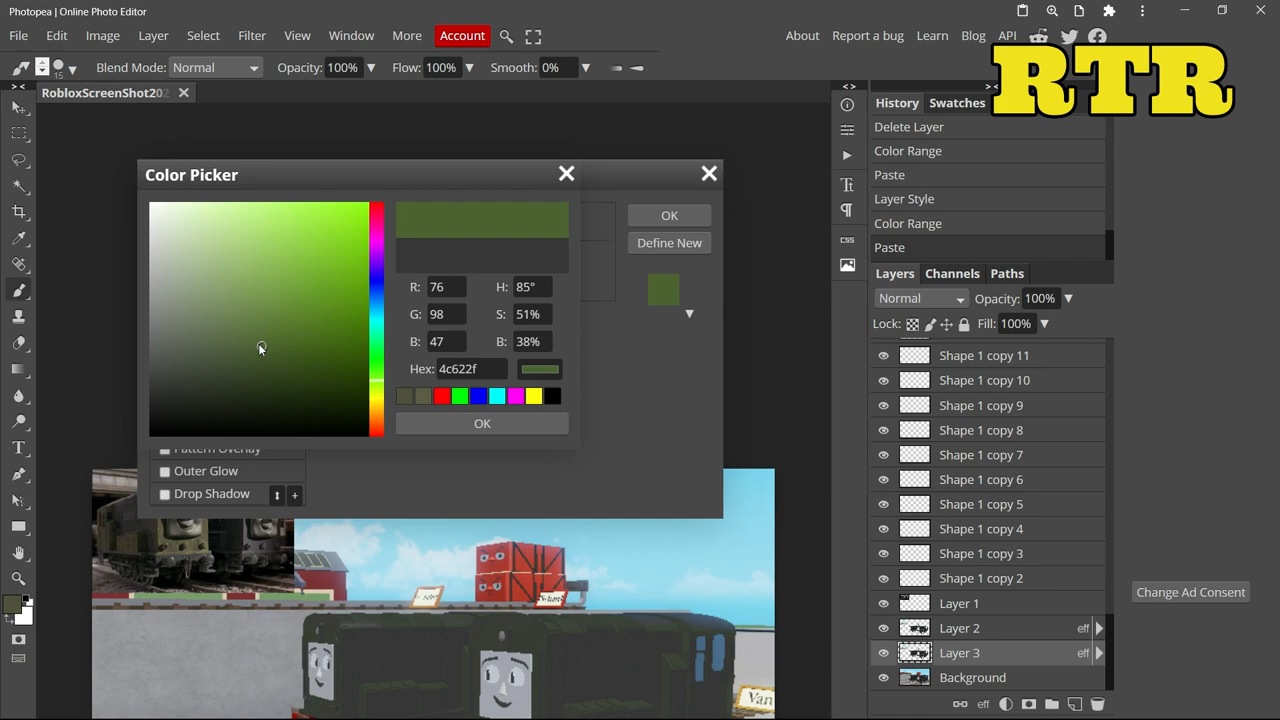 Photopea | Online Photo Editor
File Edit Image Layer Select Filter View Window More Account About Report a bug Learn Blog API
RTR
15 Blend Mode: Normal Opacity: 100% Flow: 100% Smooth: 0%
RobloxScreenShot202
History Swatches
Delete Layer
Color Range
Paste
Layer Style
Color Range
Paste
Layers Channels Paths
Normal Opacity: 100%
Lock: Fill: 100%
Shape 1 copy 11
Shape 1 copy 10
Shape 1 copy 9
Shape 1 copy 8
Shape 1 copy 7
Shape 1 copy 6
Shape 1 copy 5
Shape 1 copy 4
Shape 1 copy 3
Shape 1 copy 2
Layer 1
Layer 2 eff
Layer 3 eff
Background
eff
CSS
Color Picker
R: 76 H: 85°
G: 98 S: 51%
B: 47 B: 38%
Hex: 4c622f
OK
OK
Define New
Pattern Overlay
Outer Glow
Drop Shadow
Change Ad Consent
Van